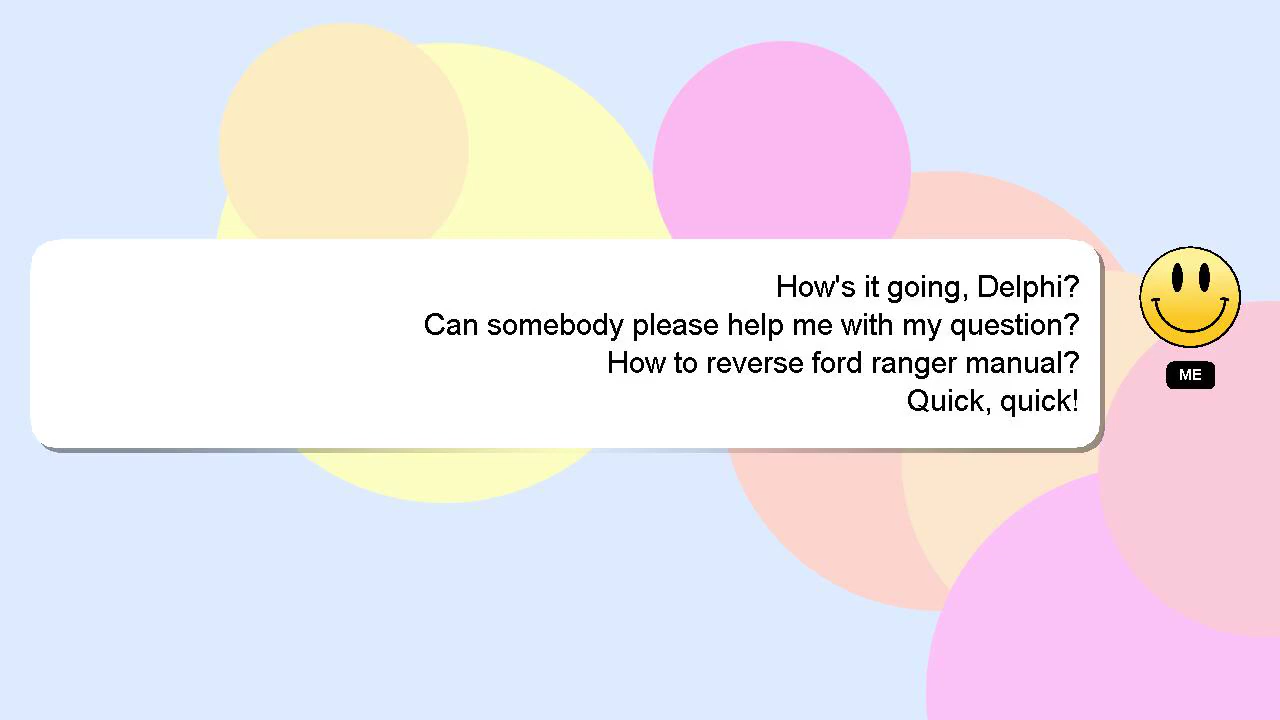 How's it going, Delphi?
Can somebody please help me with my question?
How to reverse ford ranger manual?
Quick, quick!
ME